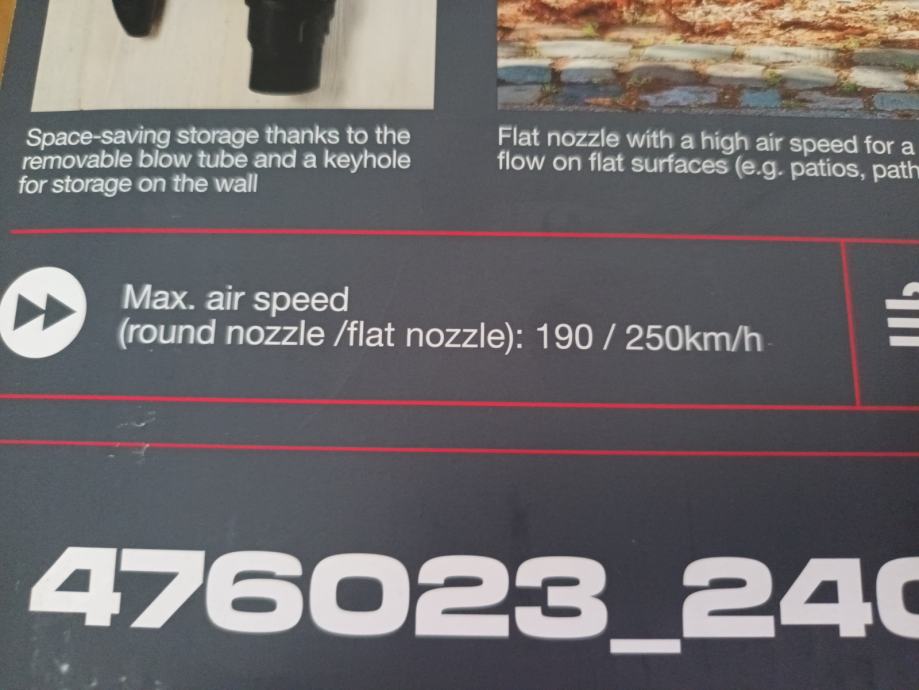 Space-saving storage thanks to the
removable blow tube and a keyhole
for storage on the wall
Flat nozzle with a high air speed for a
flow on flat surfaces (e.g. patios,
Max. air speed
(round nozzle /flat nozzle): 190 / 250km/h
476023_24